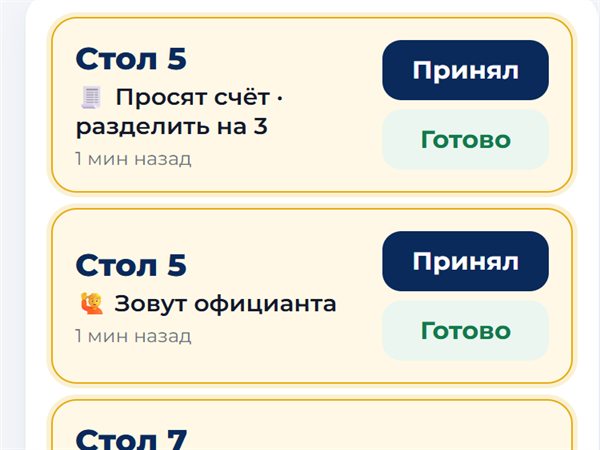 Стол 5
🧾 Просят счёт ·
разделить на 3
1 мин назад
Принял
Готово
Стол 5
🙋 Зовут официанта
1 мин назад
Принял
Готово
Стол 7